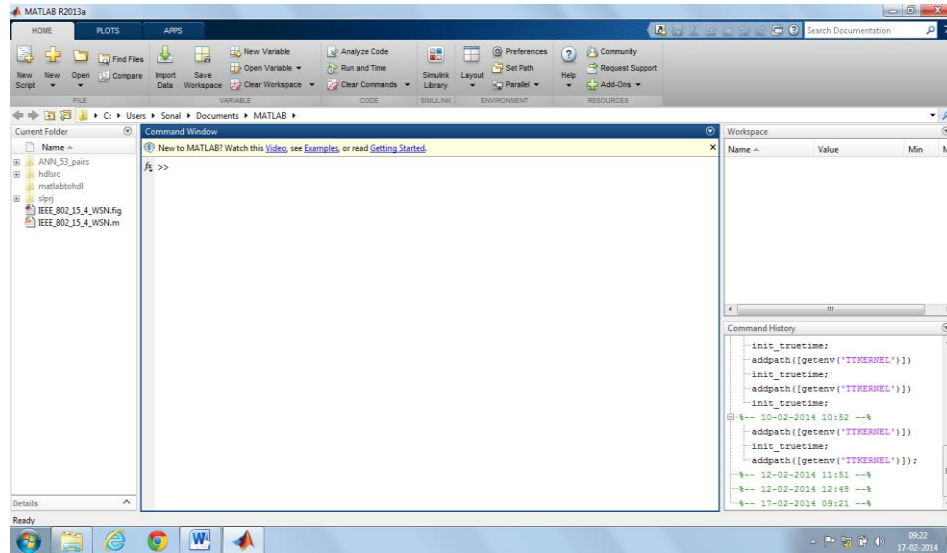 MATLAB R2013a
HOME PLOTS APPS
Search Documentation
New Script
New
Open
Find Files
Compare
Import Data
Save Workspace
New Variable
Open Variable
Clear Workspace
Analyze Code
Run and Time
Clear Commands
Simulink Library
Layout
Preferences
Set Path
Parallel
Help
Community
Request Support
Add-Ons
FILE VARIABLE CODE SIMULINK ENVIRONMENT RESOURCES
C: Users Sonal Documents MATLAB
Current Folder
Name
ANN_53_pairs
hdlsrc
matlabtohdl
slprj
IEEE_802_15_4_WSN.fig
IEEE_802_15_4_WSN.m
Details
Command Window
New to MATLAB? Watch this Video, see Examples, or read Getting Started.
fx >>
Workspace
Name Value Min
Command History
init_truetime;
addpath([getenv('TTKERNEL')])
init_truetime;
addpath([getenv('TTKERNEL')])
init_truetime;
%-- 10-02-2014 10:52 --%
addpath([getenv('TTKERNEL')])
init_truetime;
addpath([getenv('TTKERNEL')]);
%-- 12-02-2014 11:51 --%
%-- 12-02-2014 12:48 --%
%-- 17-02-2014 09:21 --%
Ready
09:22
17-02-2014